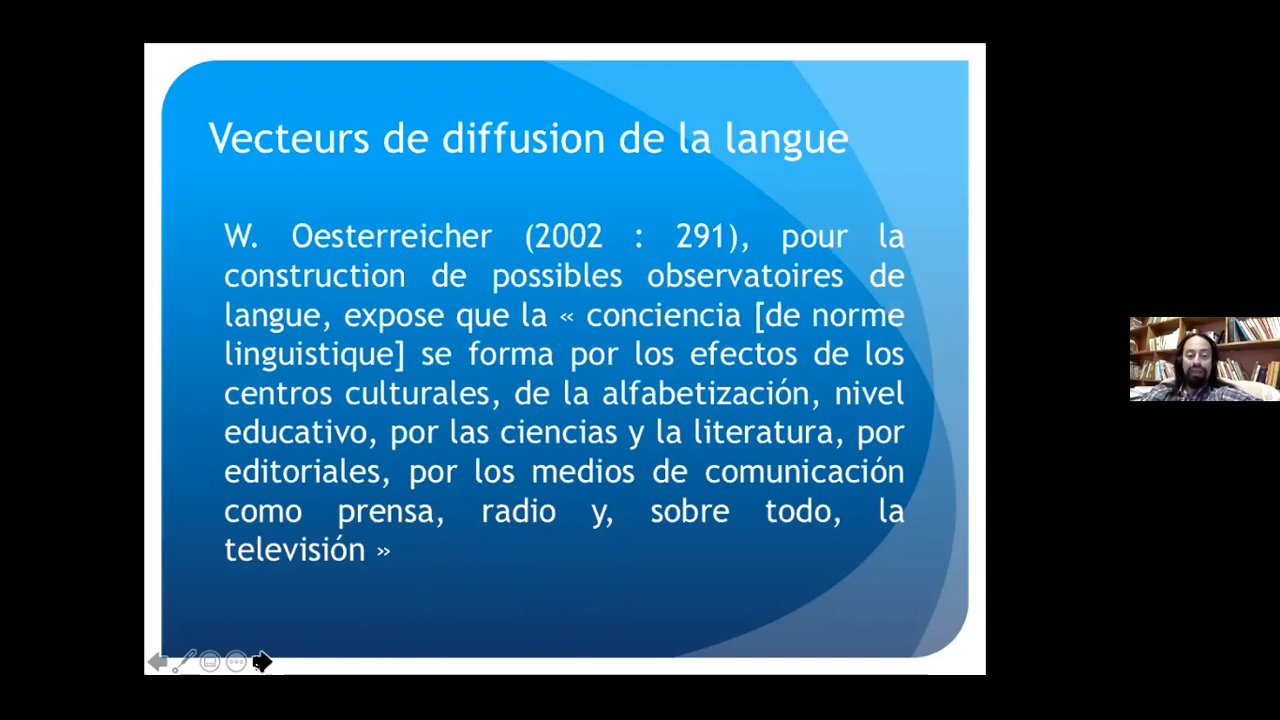 Vecteurs de diffusion de la langue
W. Oesterreicher (2002 : 291), pour la
construction de possibles observatoires de
langue, expose que la « conciencia [de norme
linguistique] se forma por los efectos de los
centros culturales, de la alfabetización, nivel
educativo, por las ciencias y la literatura, por
editoriales, por los medios de comunicación
como prensa, radio y, sobre todo, la
televisión »